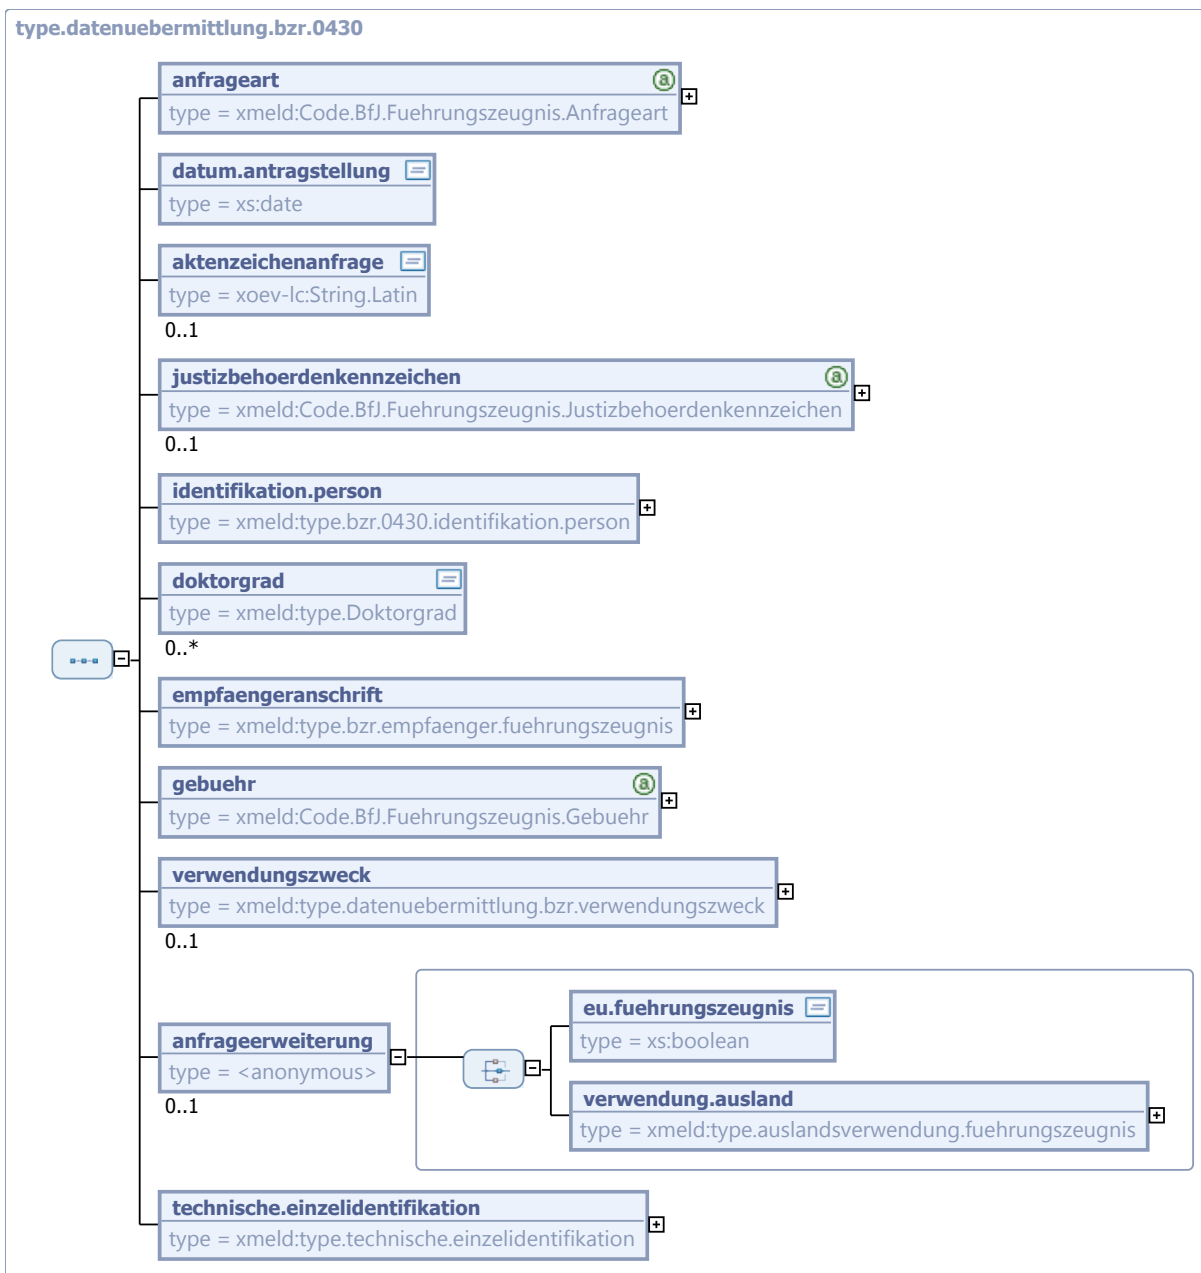 type.datenuebermittlung.bzr.0430
anfrageart
type = xmeld:Code.BfJ.Fuehrungszeugnis.Anfrageart
datum.antragstellung
type = xs:date
aktenzeichenanfrage
type = xoev-lc:String.Latin
0..1
justizbehoerdenkennzeichen
type = xmeld:Code.BfJ.Fuehrungszeugnis.Justizbehoerdenkennzeichen
0..1
identifikation.person
type = xmeld:type.bzr.0430.identifikation.person
doktorgrad
type = xmeld:type.Doktorgrad
0..*
empfaengeranschrift
type = xmeld:type.bzr.empfaenger.fuehrungszeugnis
gebuehr
type = xmeld:Code.BfJ.Fuehrungszeugnis.Gebuehr
verwendungszweck
type = xmeld:type.datenuebermittlung.bzr.verwendungszweck
0..1
anfrageerweiterung
type = <anonymous>
0..1
eu.fuehrungszeugnis
type = xs:boolean
verwendung.ausland
type = xmeld:type.auslandsverwendung.fuehrungszeugnis
technische.einzelidentifikation
type = xmeld:type.technische.einzelidentifikation